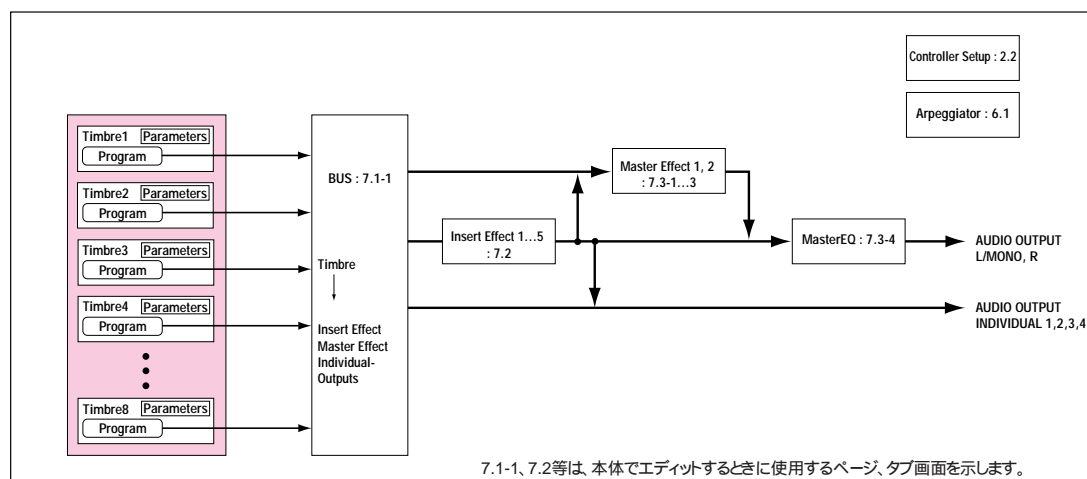 Controller Setup : 2.2
Arpeggiator : 6.1
Timbre1 Parameters
Program
Timbre2 Parameters
Program
Timbre3 Parameters
Program
Timbre4 Parameters
Program
Timbre8 Parameters
Program
BUS : 7.1-1
Timbre
Insert Effect
Master Effect
Individual-
Outputs
Insert Effect 1...5
: 7.2
Master Effect 1, 2
: 7.3-1...3
MasterEQ : 7.3-4
AUDIO OUTPUT
L/MONO, R
AUDIO OUTPUT
INDIVIDUAL 1,2,3,4
7.1-1、7.2等は、本体でエディットするときに使用するページ、タブ画面を示します。